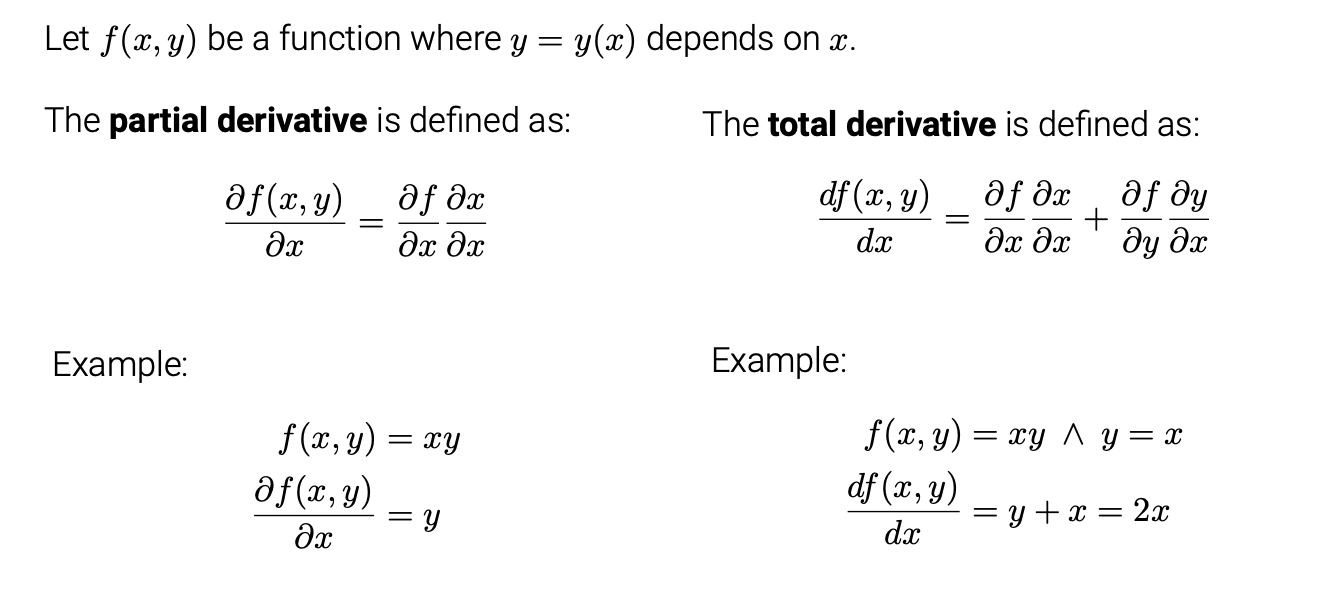 Let f(x, y) be a function where y = y(x) depends on x.
The partial derivative is defined as:
∂f(x, y)/∂x = ∂f/∂x ∂x/∂x
Example:
f(x, y) = xy
∂f(x, y)/∂x = y
The total derivative is defined as:
df(x, y)/dx = ∂f/∂x ∂x/∂x + ∂f/∂y ∂y/∂x
Example:
f(x, y) = xy ∧ y = x
df(x, y)/dx = y + x = 2x